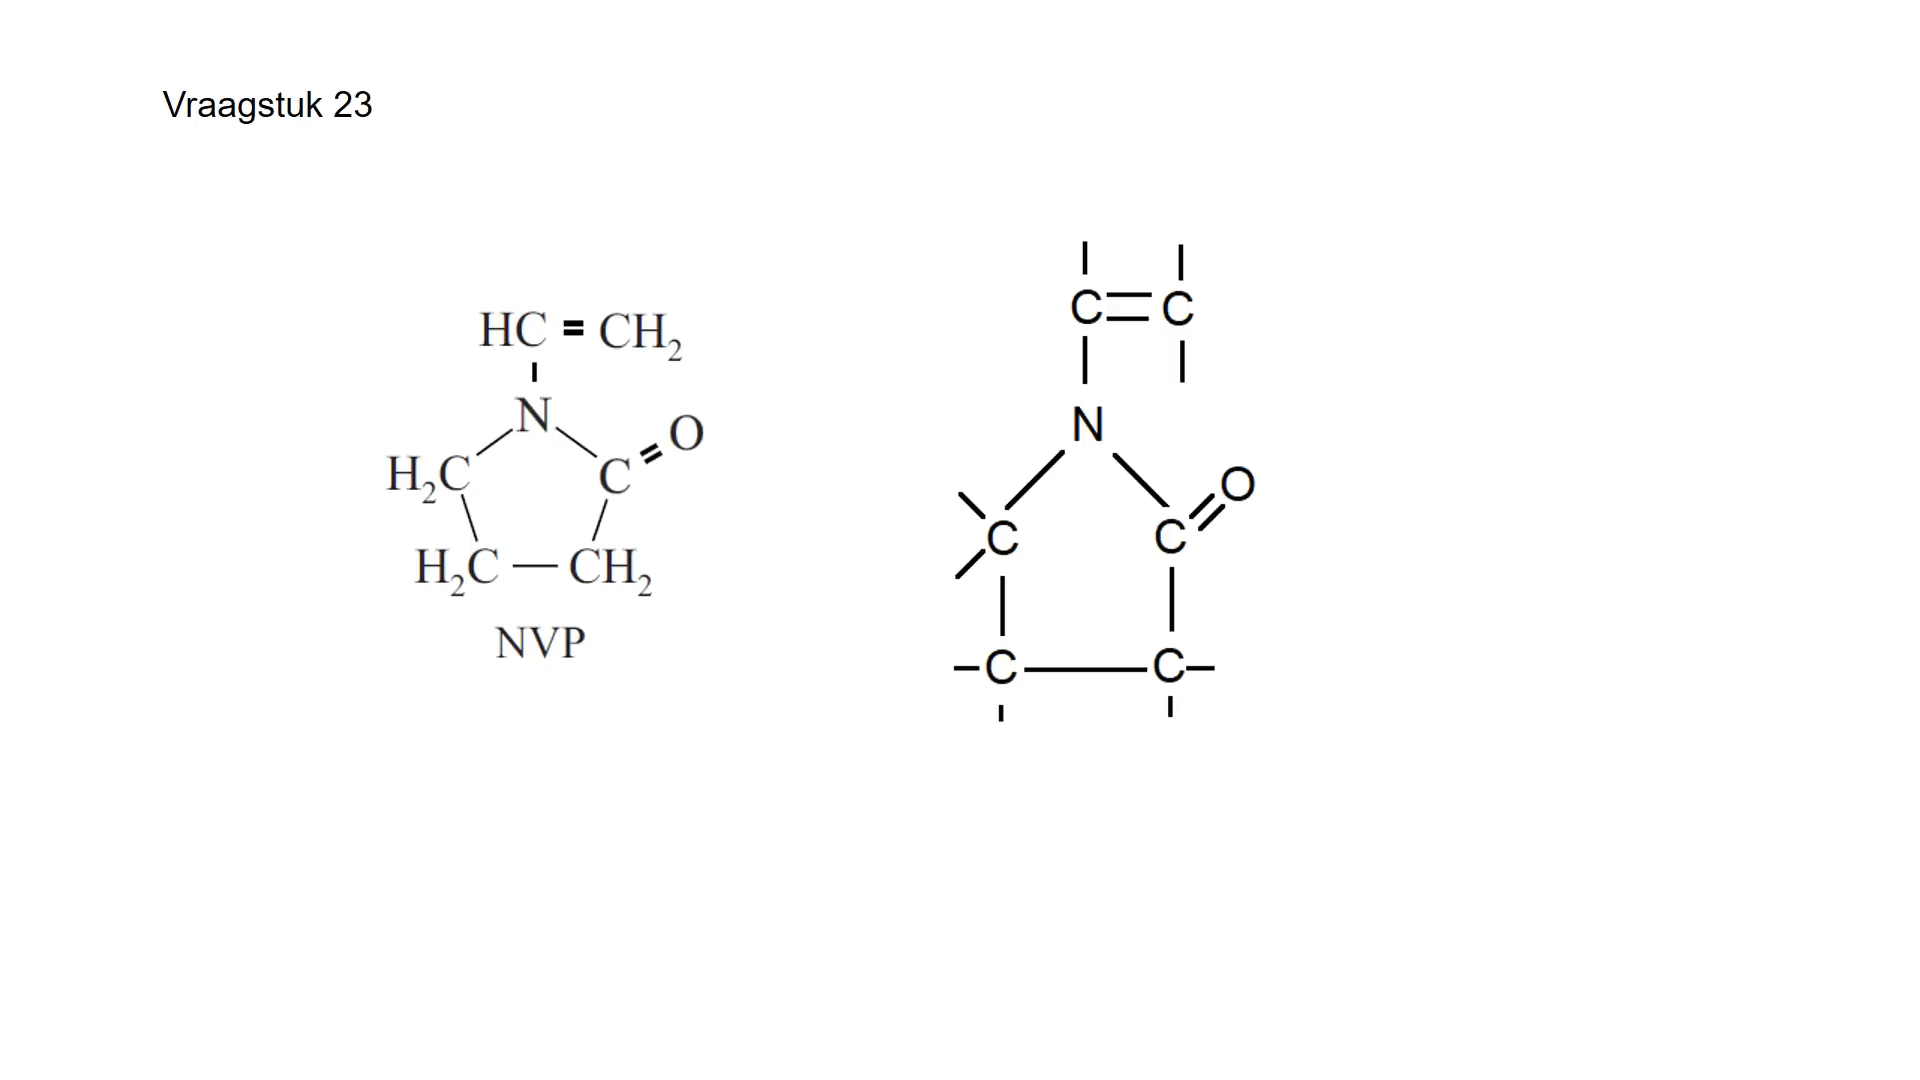 Vraagstuk 23
HC = CH₂
N
O
H₂C
C
H₂C — CH₂
NVP
C=C
N
O
C
C
C
C